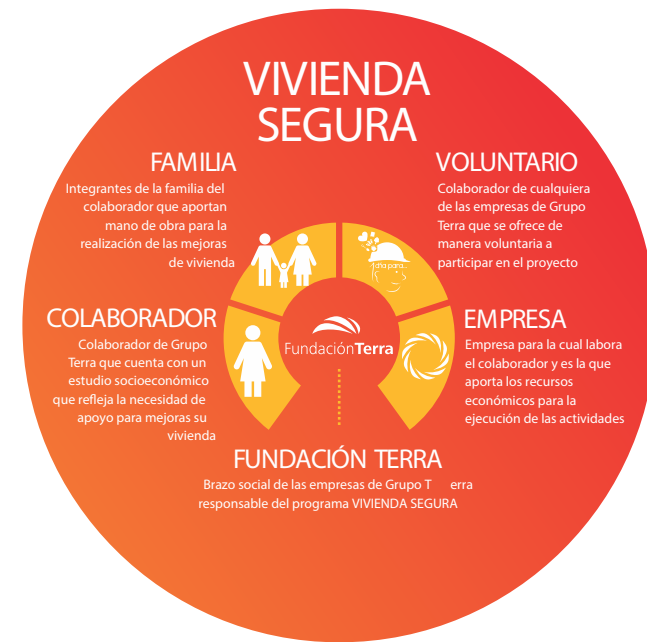 VIVIENDA
SEGURA
FAMILIA
Integrantes de la familia del
colaborador que aportan
mano de obra para la
realización de las mejoras
de vivienda
VOLUNTARIO
Colaborador de cualquiera
de las empresas de Grupo
Terra que se ofrece de
manera voluntaria a
participar en el proyecto
COLABORADOR
Colaborador de Grupo
Terra que cuenta con un
estudio socioeconómico
que refleja la necesidad de
apoyo para mejoras su
vivienda
FundaciónTerra
EMPRESA
Empresa para la cual labora
el colaborador y es la que
aporta los recursos
económicos para la
ejecución de las actividades
FUNDACIÓN TERRA
Brazo social de las empresas de Grupo T erra
responsable del programa VIVIENDA SEGURA